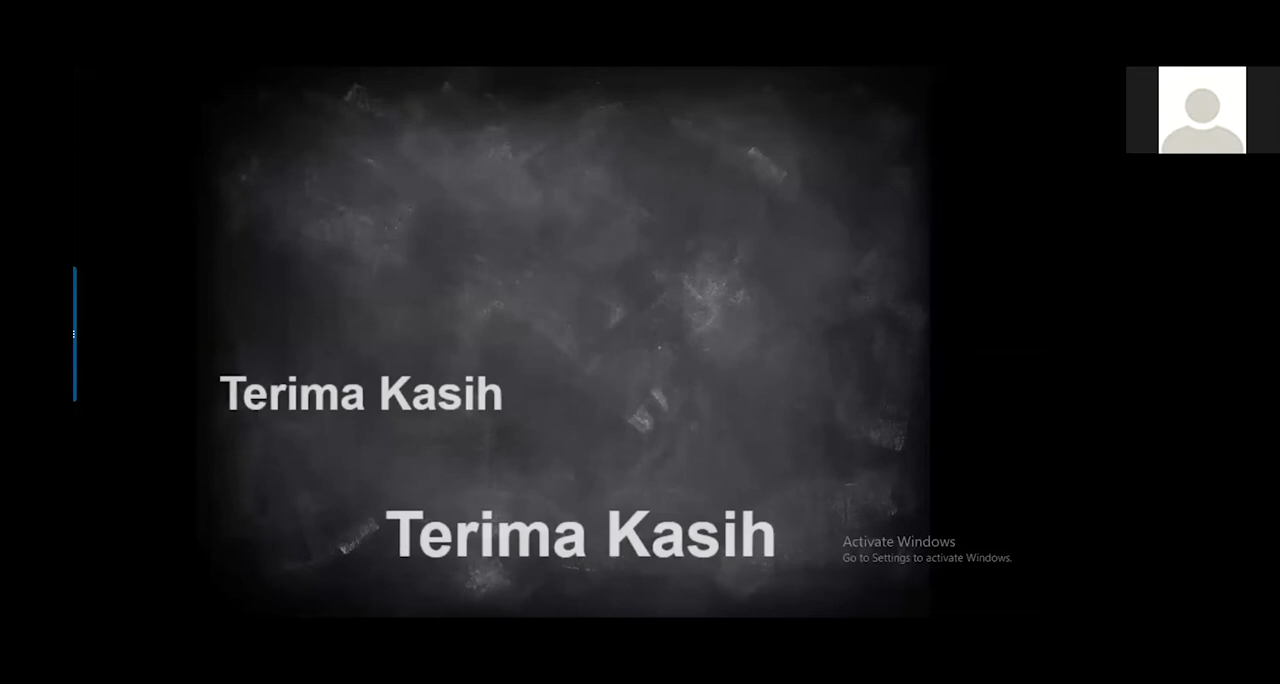 Terima Kasih
Terima Kasih
Activate Windows
Go to Settings to activate Windows.